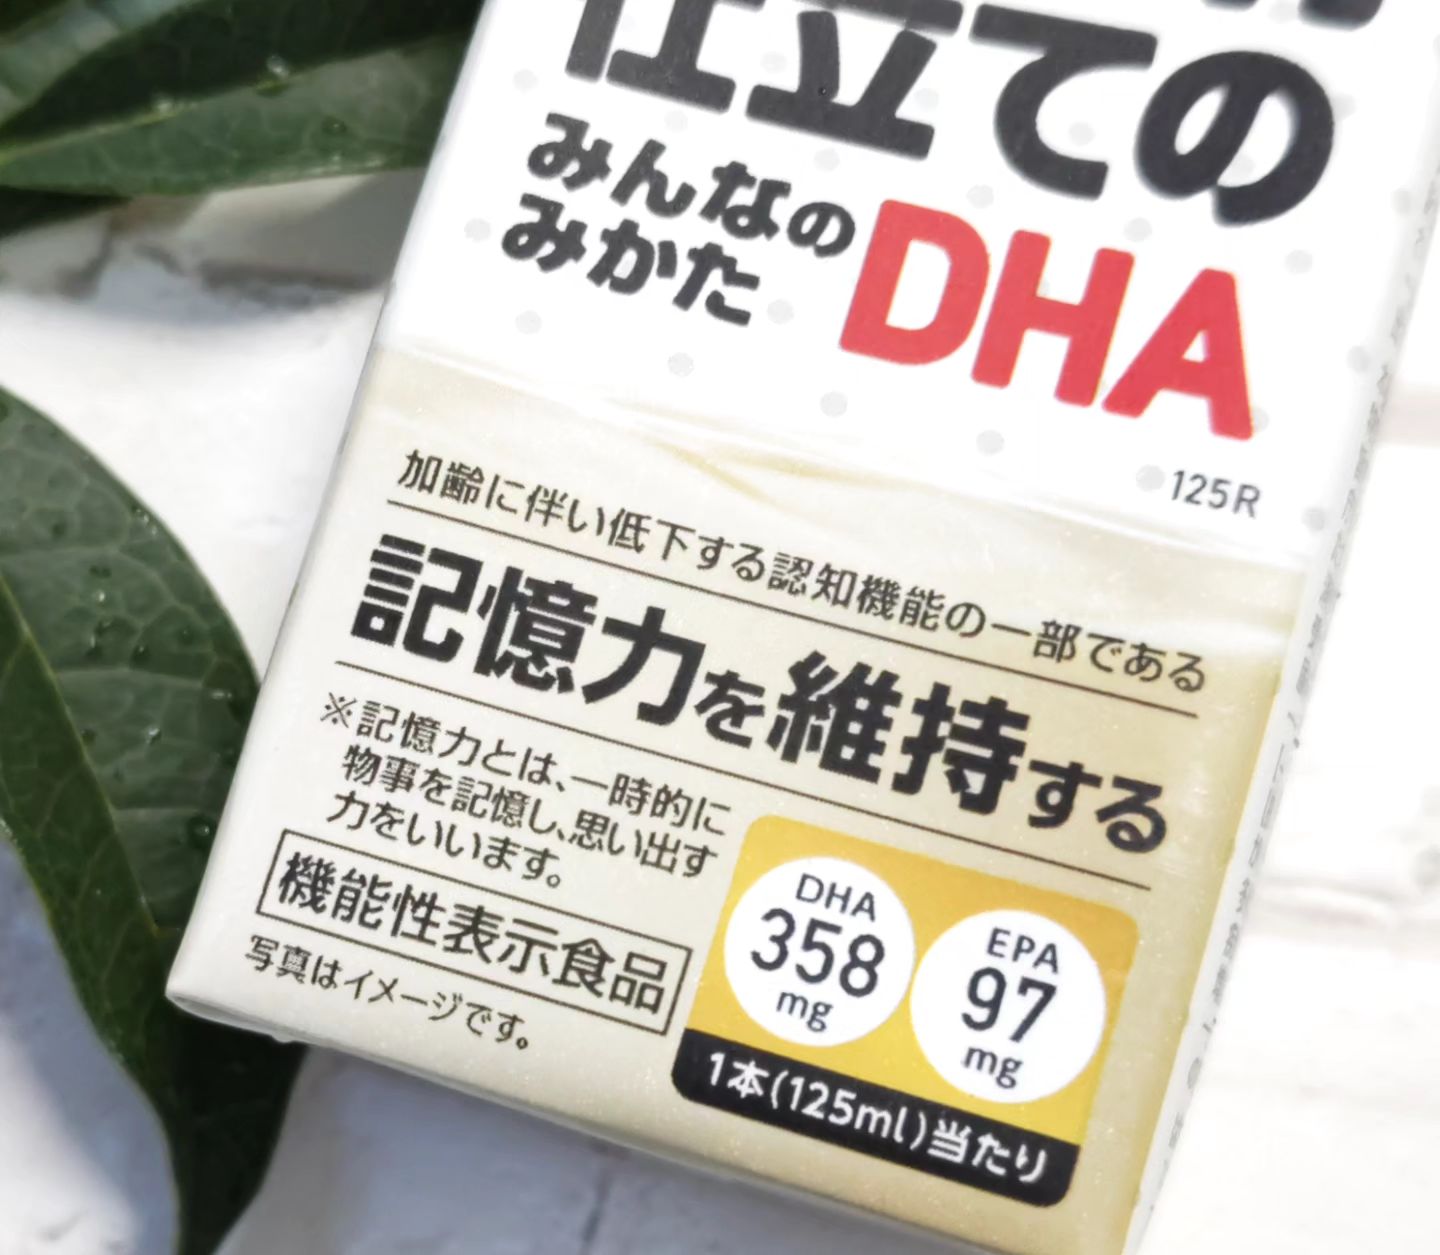 仕立ての
みんなの
みかた
DHA
125R
加齢に伴い低下する認知機能の一部である
記憶力を維持する
※記憶力とは、一時的に
物事を記憶し、思い出す
力をいいます。
機能性表示食品
写真はイメージです。
DHA
358
mg
EPA
97
mg
1本(125ml)当たり